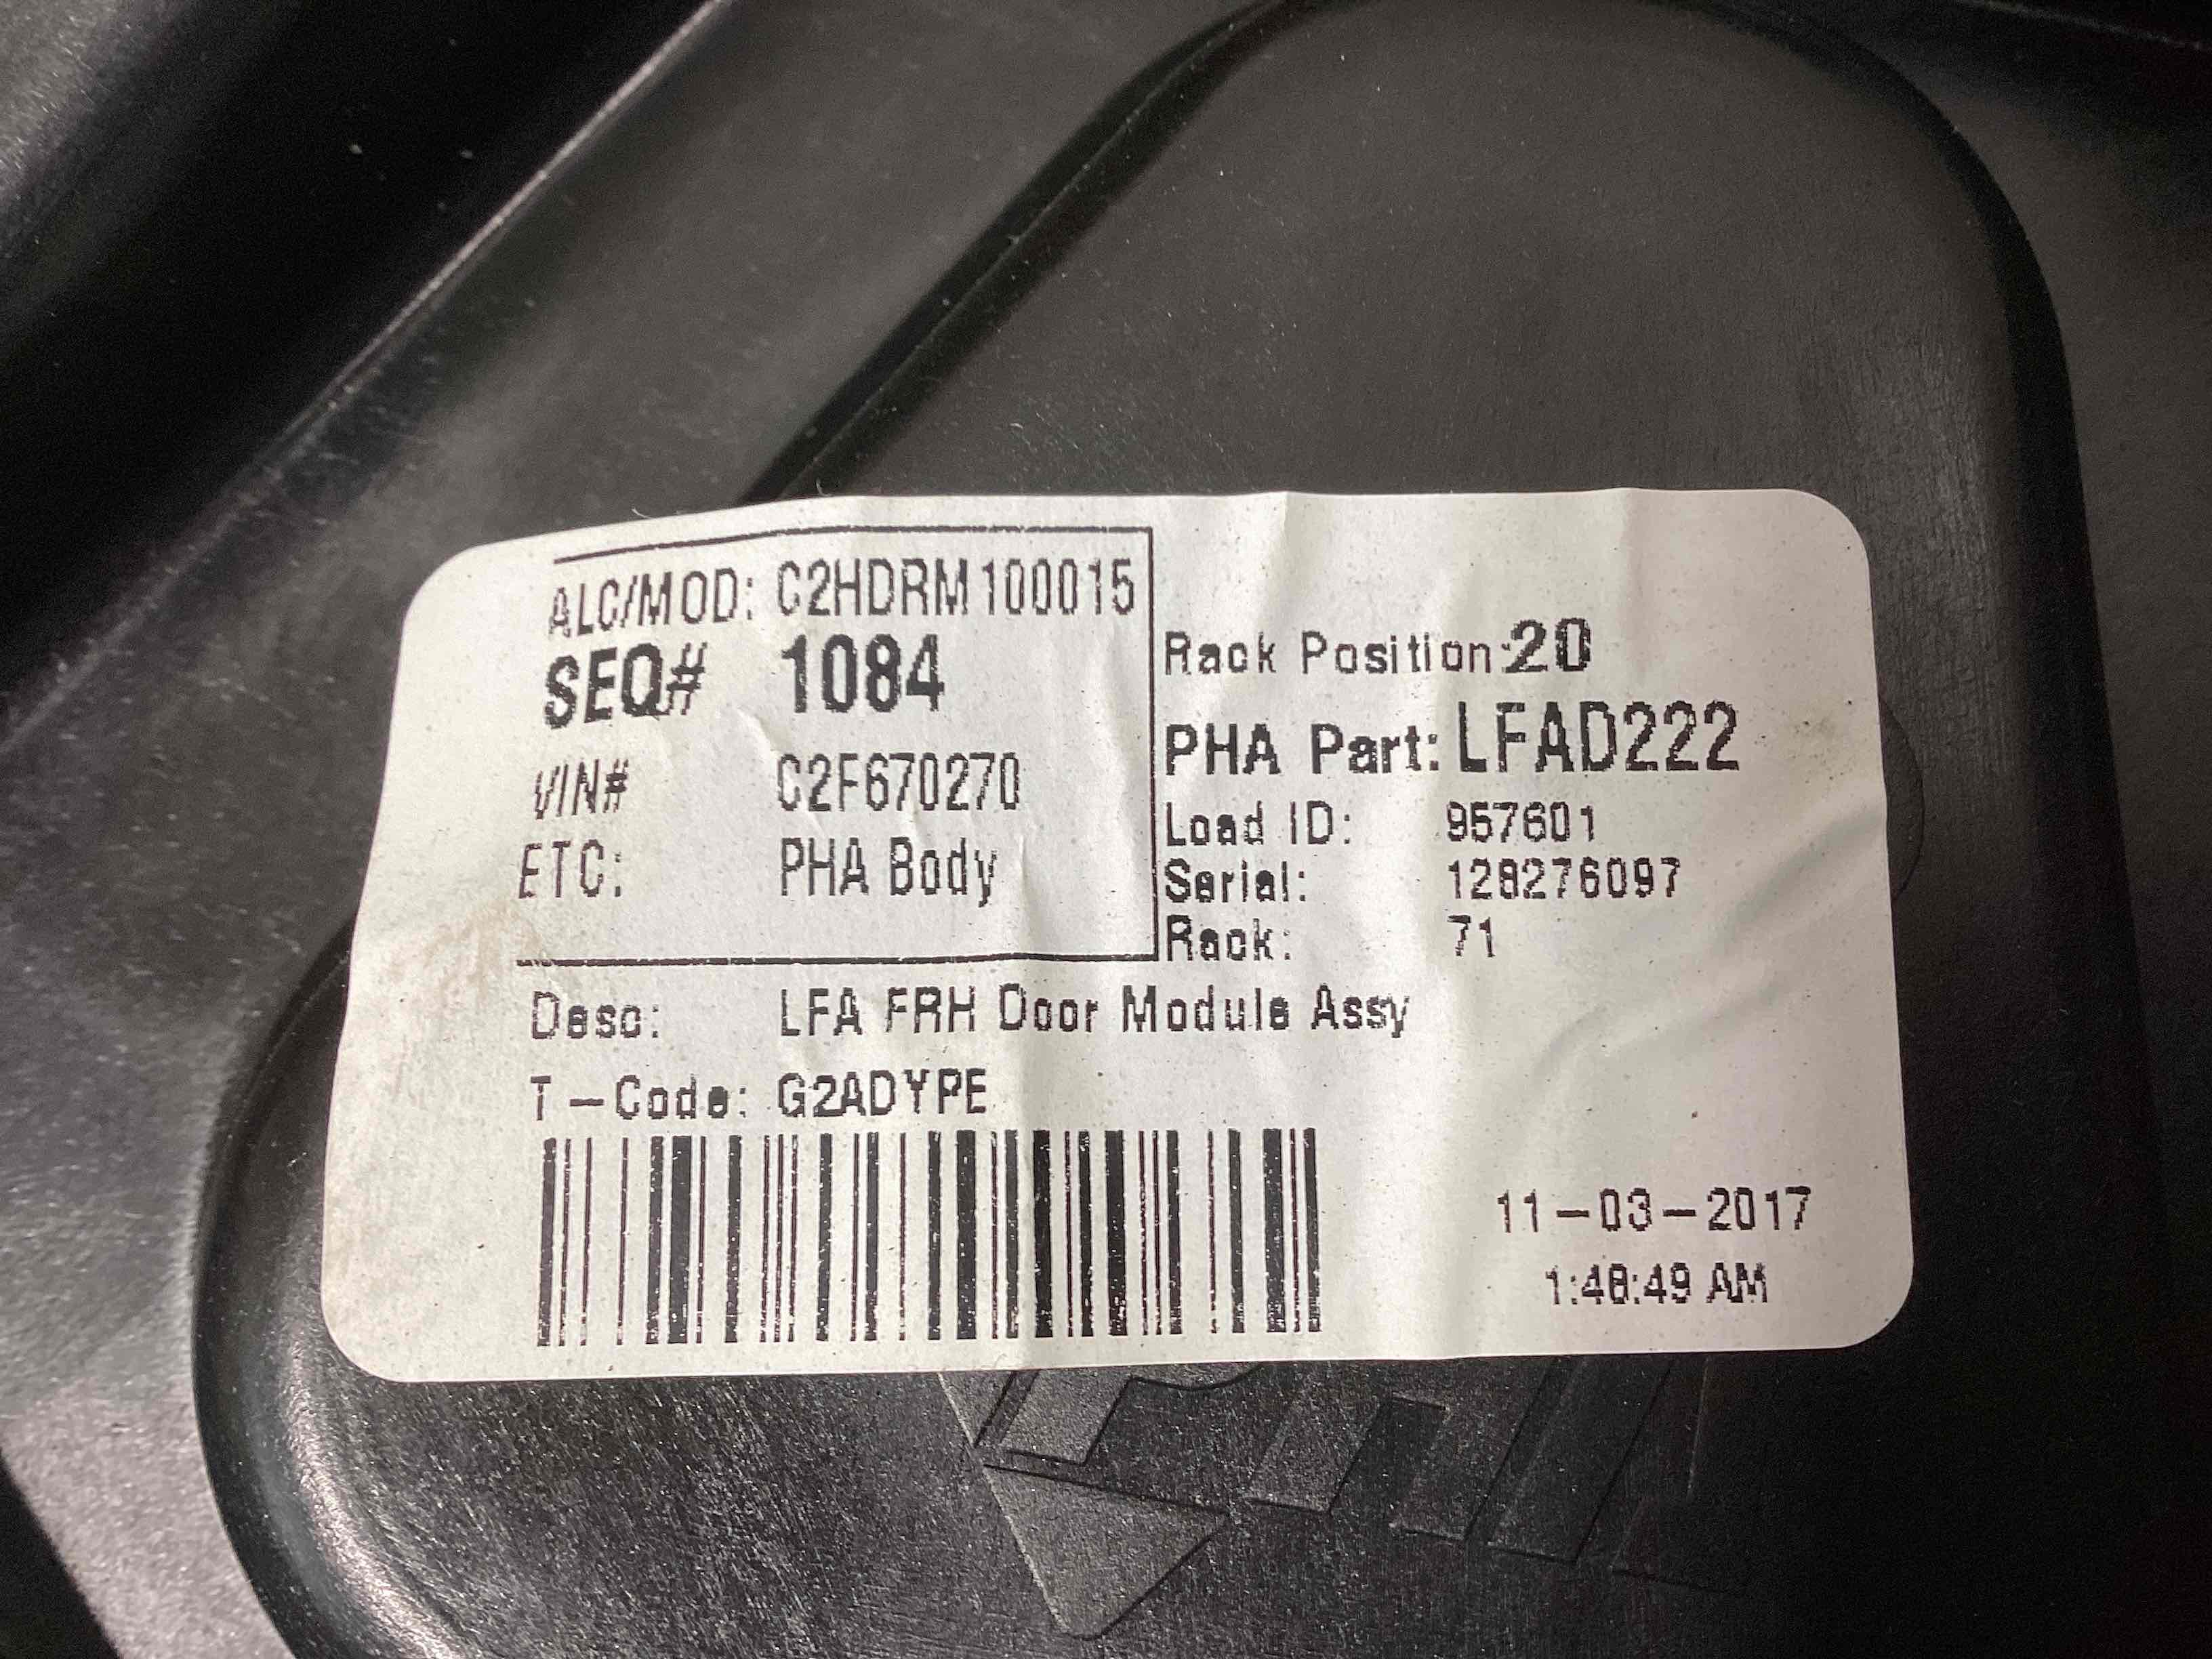 ALC/MOD: C2HDRM100015
SEQ# 1084
VIN# C2F670270
ETC: PHA Body
Rack Position:20
PHA Part: LFAD222
Load ID: 957601
Serial: 128276097
Rack: 71
Desc: LFA FRH Door Module Assy
T-Code: G2ADYPE
11-03-2017
1:48:49 AM